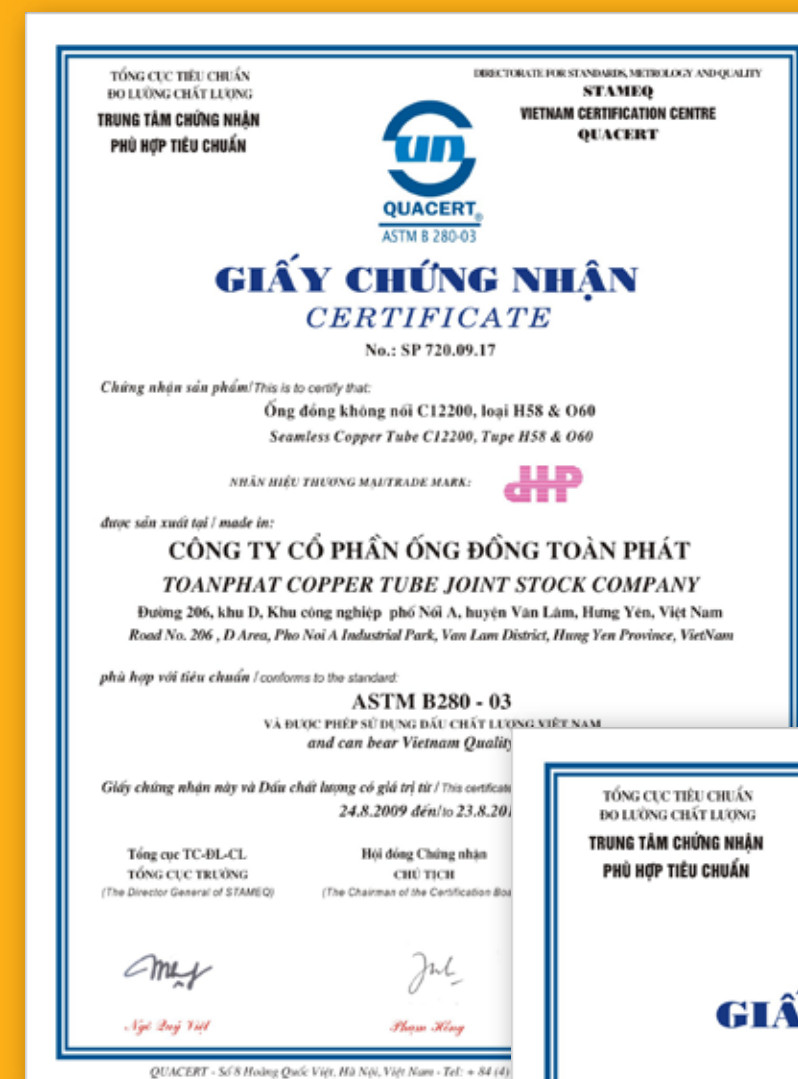 TỔNG CỤC TIÊU CHUẨN
ĐO LƯỜNG CHẤT LƯỢNG
TRUNG TÂM CHỨNG NHẬN
PHÙ HỢP TIÊU CHUẨN
DIRECTORATE FOR STANDARDS, METROLOGY AND QUALITY
STAMEQ
VIETNAM CERTIFICATION CENTRE
QUACERT
QUACERT®
ASTM B 280-03
GIẤY CHỨNG NHẬN
CERTIFICATE
No.: SP 720.09.17
Chứng nhận sản phẩm/This is to certify that:
Ống đồng không nối C12200, loại H58 & O60
Seamless Copper Tube C12200, Tupe H58 & O60
NHÃN HIỆU THƯƠNG MẠI/TRADE MARK:
được sản xuất tại / made in:
CÔNG TY CỔ PHẦN ỐNG ĐỒNG TOÀN PHÁT
TOANPHAT COPPER TUBE JOINT STOCK COMPANY
Đường 206, khu D, Khu công nghiệp phố Nối A, huyện Văn Lâm, Hưng Yên, Việt Nam
Road No. 206 , D Area, Pho Noi A Industrial Park, Van Lam District, Hung Yen Province, VietNam
phù hợp với tiêu chuẩn / conforms to the standard:
ASTM B280 - 03
VÀ ĐƯỢC PHÉP SỬ DỤNG DẤU CHẤT LƯỢNG VIỆT NAM
and can bear Vietnam Quality
Giấy chứng nhận này và Dấu chất lượng có giá trị từ / This certificate
24.8.2009 đến/to 23.8.201
Tổng cục TC-ĐL-CL
TỔNG CỤC TRƯỞNG
(The Director General of STAMEQ)
Hội đồng Chứng nhận
CHỦ TỊCH
(The Chairman of the Certification Boa
Ngô Quý Việt
Phạm Hồng
QUACERT - Số 8 Hoàng Quốc Việt, Hà Nội, Việt Nam - Tel: + 84 (4)
TỔNG CỤC TIÊU CHUẨN
ĐO LƯỜNG CHẤT LƯỢNG
TRUNG TÂM CHỨNG NHẬN
PHÙ HỢP TIÊU CHUẨN
GIẤ